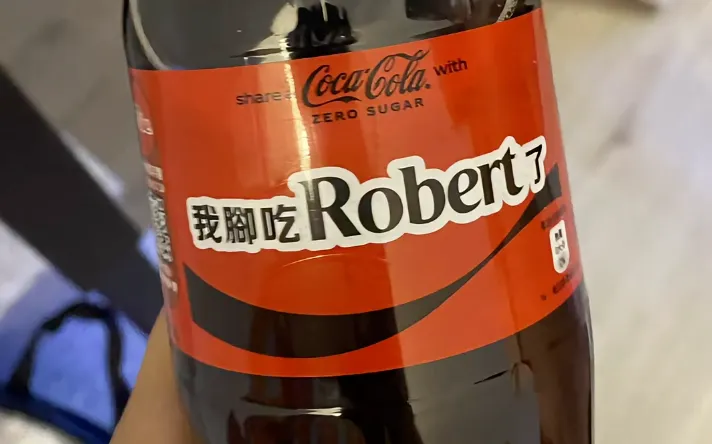 share a Coca-Cola with
ZERO SUGAR
我腳吃Robert了